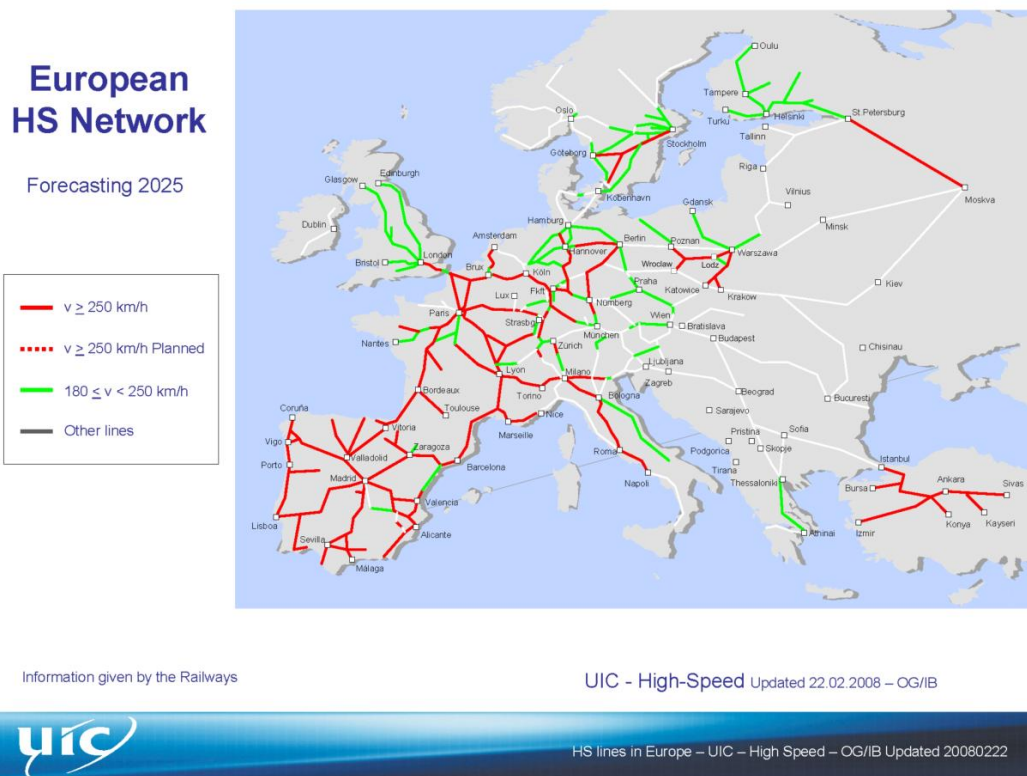 European
HS Network
Forecasting 2025
v ≥ 250 km/h
v ≥ 250 km/h Planned
180 ≤ v < 250 km/h
Other lines
Oulu
Tampere
Turku
Helsinki
St Petersburg
Tallinn
Oslo
Stockholm
Göteborg
Riga
Moskva
Glasgow
Edinburgh
Kobenhavn
Vilnius
Gdansk
Minsk
Dublin
Hamburg
Amsterdam
Berlin
Poznan
Warszawa
Hannover
Bristol
London
Brux
Köln
Wroclaw
Lodz
Fkft
Praha
Katowice
Krakow
Kiev
Lux
Nürnberg
Paris
Strasbg
Wien
Bratislava
München
Budapest
Nantes
Zürich
Chisinau
Lyon
Milano
Ljubljana
Zagreb
Torino
Bologna
Bordeaux
Beograd
Bucuresti
Toulouse
Nice
Sarajevo
Coruña
Vitoria
Marseille
Sofia
Vigo
Zaragoza
Pristina
Skopje
Valladolid
Roma
Podgorica
Porto
Barcelona
Tirana
Istanbul
Madrid
Napoli
Thessaloniki
Ankara
Bursa
Sivas
Valencia
Lisboa
Konya
Kayseri
Alicante
Izmir
Sevilla
Athinai
Málaga
Information given by the Railways
UIC - High-Speed Updated 22.02.2008 – OG/IB
uic
HS lines in Europe – UIC – High Speed – OG/IB Updated 20080222